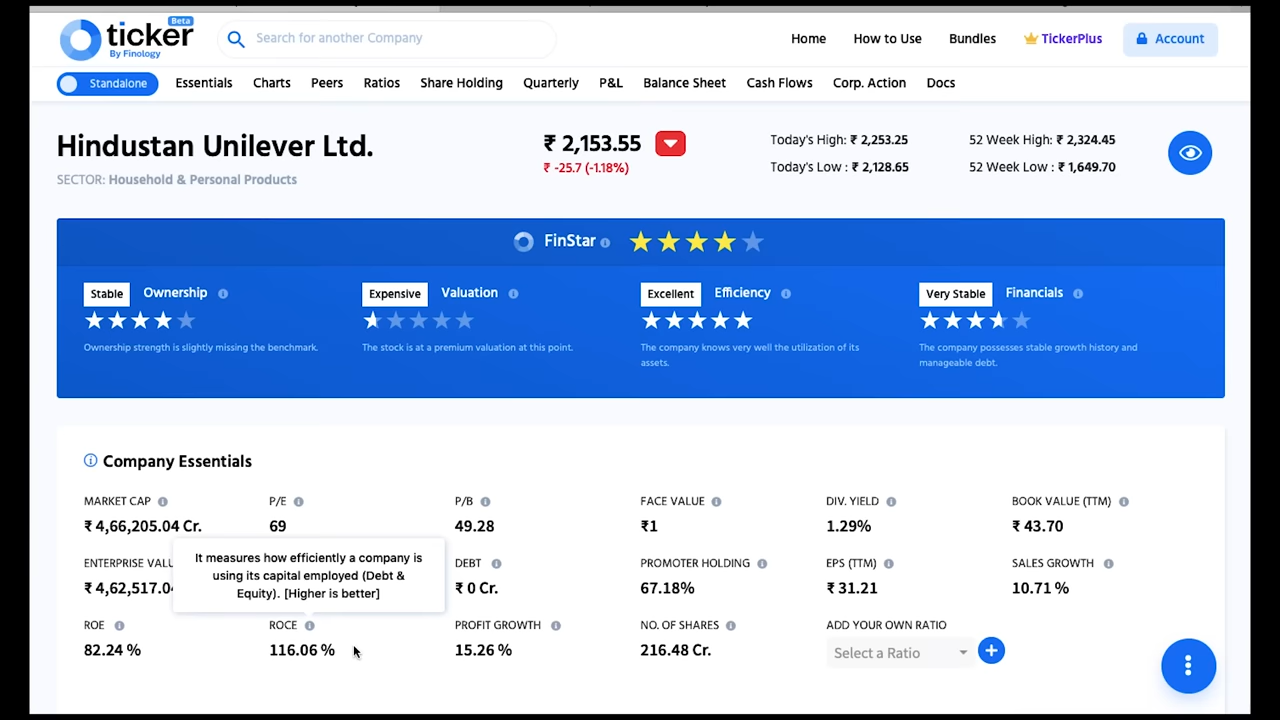 ticker Beta
By Finology
Search for another Company
Home How to Use Bundles TickerPlus Account
Standalone Essentials Charts Peers Ratios Share Holding Quarterly P&L Balance Sheet Cash Flows Corp. Action Docs
Hindustan Unilever Ltd.
SECTOR: Household & Personal Products
₹ 2,153.55
₹ -25.7 (-1.18%)
Today's High: ₹ 2,253.25
Today's Low : ₹ 2,128.65
52 Week High: ₹ 2,324.45
52 Week Low : ₹ 1,649.70
FinStar
Stable Ownership
Ownership strength is slightly missing the benchmark.
Expensive Valuation
The stock is at a premium valuation at this point.
Excellent Efficiency
The company knows very well the utilization of its
assets.
Very Stable Financials
The company possesses stable growth history and
manageable debt.
Company Essentials
MARKET CAP P/E P/B FACE VALUE DIV. YIELD BOOK VALUE (TTM)
₹ 4,66,205.04 Cr. 69 49.28 ₹1 1.29% ₹ 43.70
It measures how efficiently a company is
using its capital employed (Debt &
Equity). [Higher is better]
ENTERPRISE VALU DEBT PROMOTER HOLDING EPS (TTM) SALES GROWTH
₹ 4,62,517.04 ₹ 0 Cr. 67.18% ₹ 31.21 10.71 %
ROE ROCE PROFIT GROWTH NO. OF SHARES ADD YOUR OWN RATIO
82.24 % 116.06 % 15.26 % 216.48 Cr. Select a Ratio